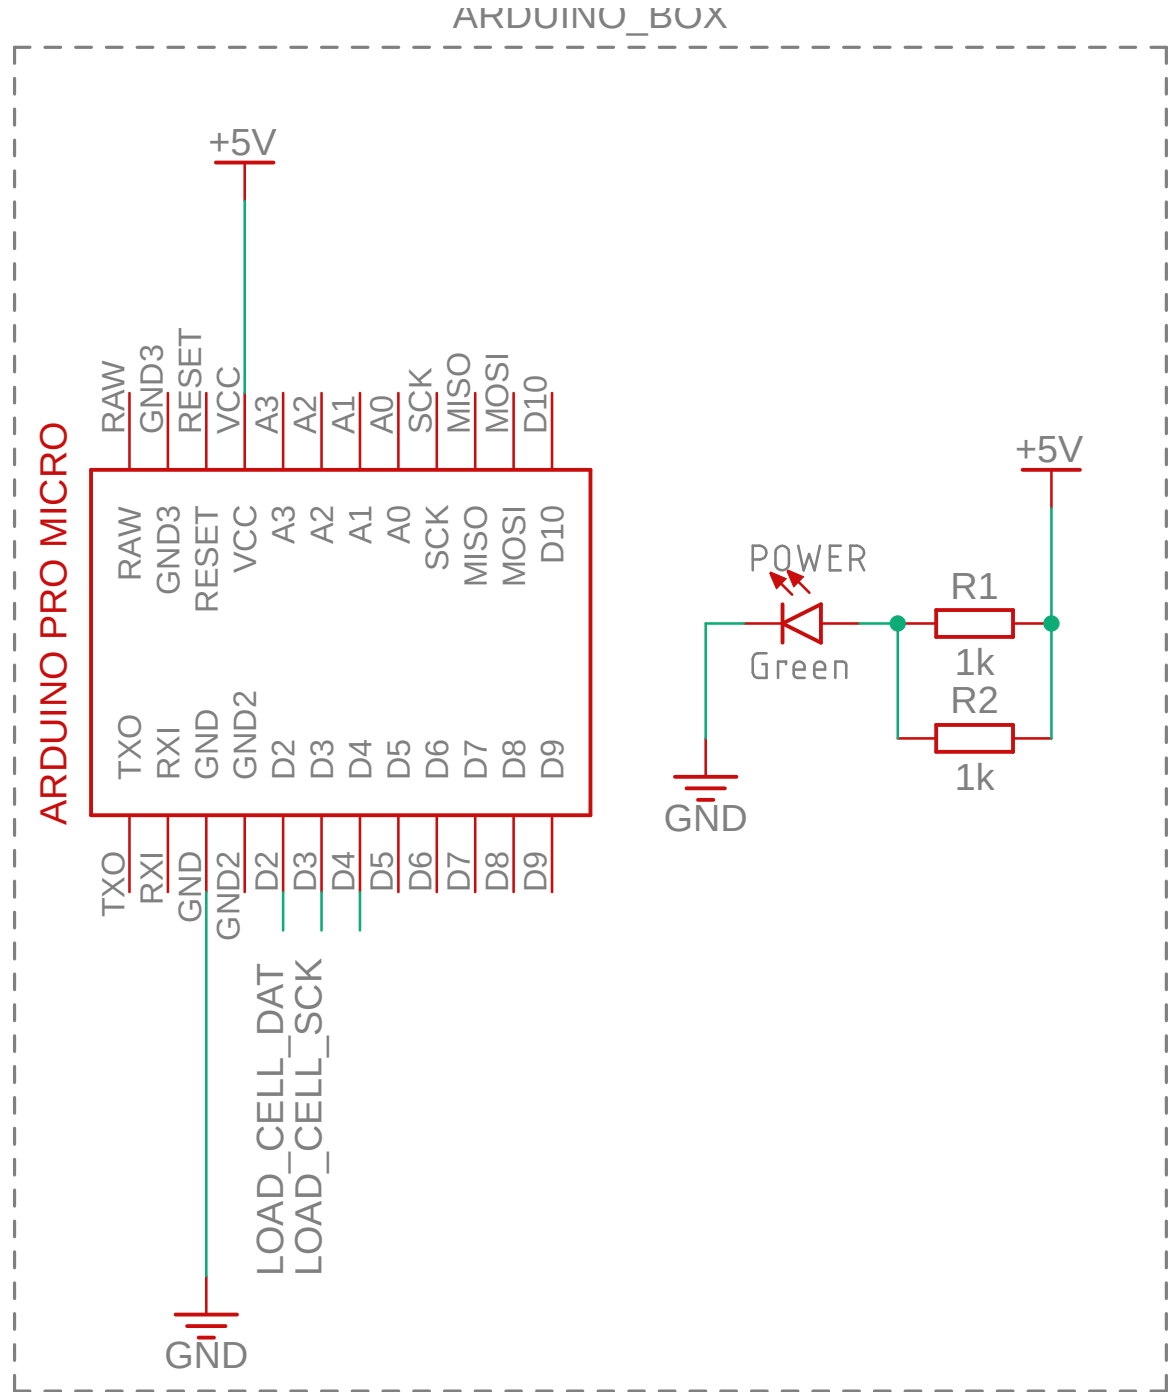 ARDUINO_BOX
+5V
RAW
GND3
RESET
VCC
A3
A2
A1
A0
SCK
MISO
MOSI
D10
ARDUINO PRO MICRO
RAW
GND3
RESET
VCC
A3
A2
A1
A0
SCK
MISO
MOSI
D10
TXO
RXI
GND
GND2
D2
D3
D4
D5
D6
D7
D8
D9
TXO
RXI
GND
GND2
D2
D3
D4
D5
D6
D7
D8
D9
LOAD_CELL_DAT
LOAD_CELL_SCK
GND
+5V
POWER
Green
R1
1k
R2
1k
GND